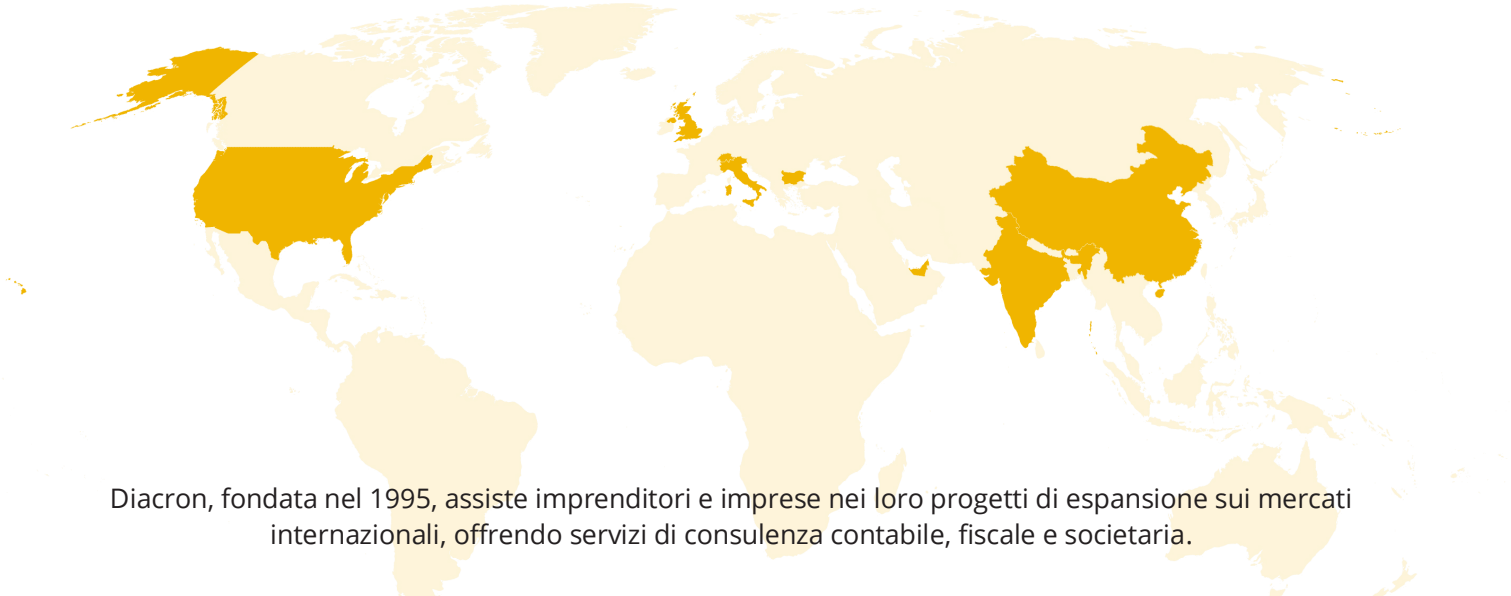 Diacron, fondata nel 1995, assiste imprenditori e imprese nei loro progetti di espansione sui mercati
internazionali, offrendo servizi di consulenza contabile, fiscale e societaria.